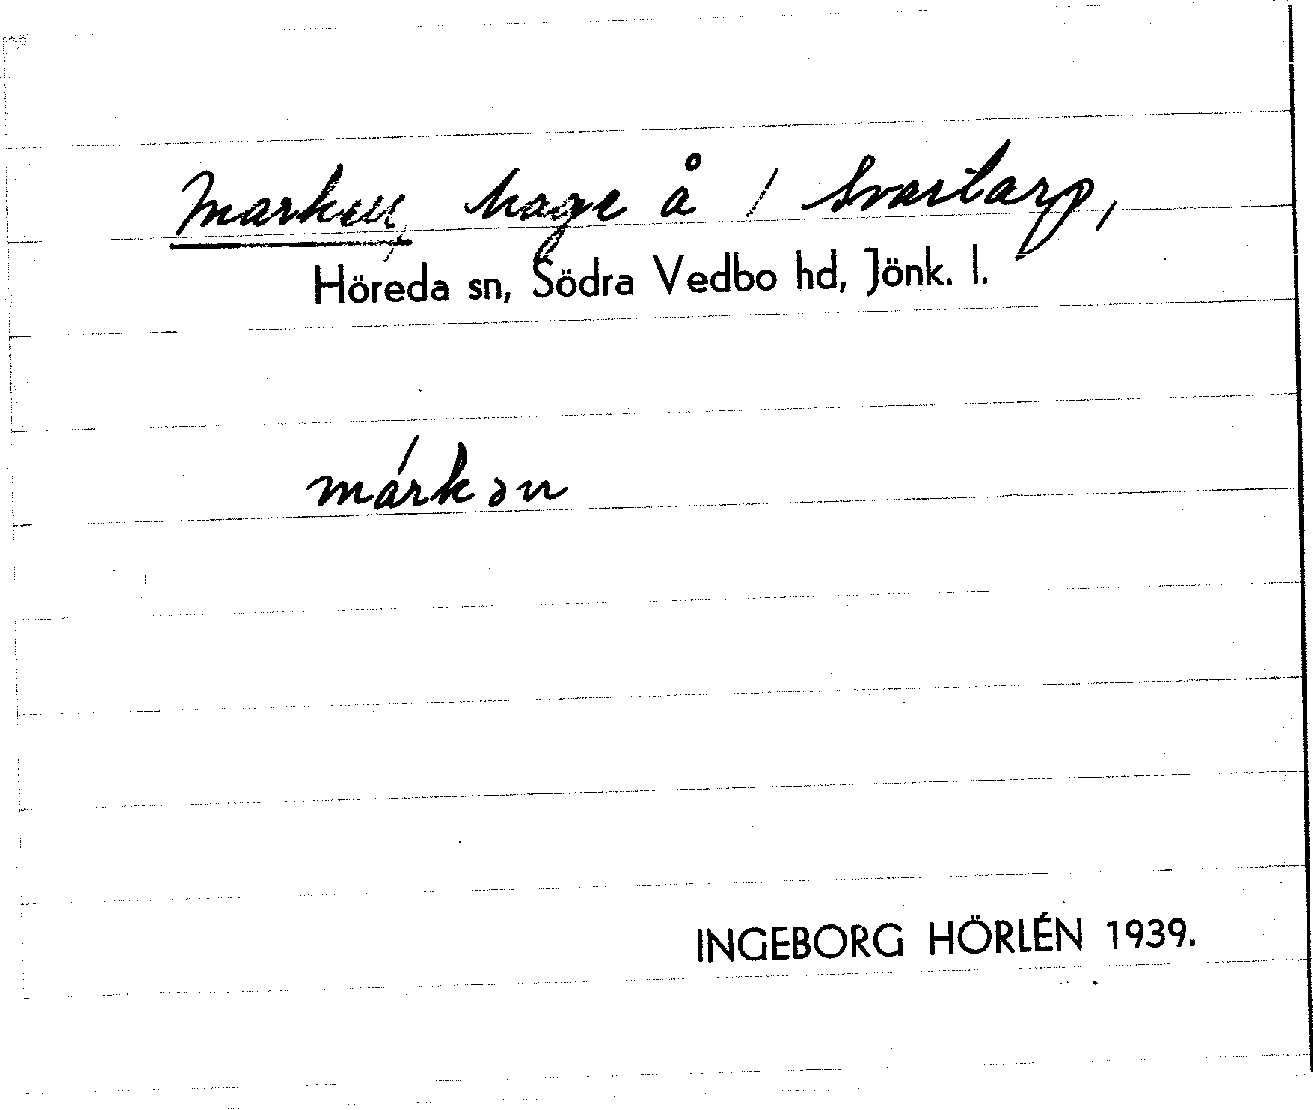 Marken, hage å / Svartarp,
Höreda sn, Södra Vedbo hd, Jönk. l.
márkən
INGEBORG HÖRLÉN 1939.